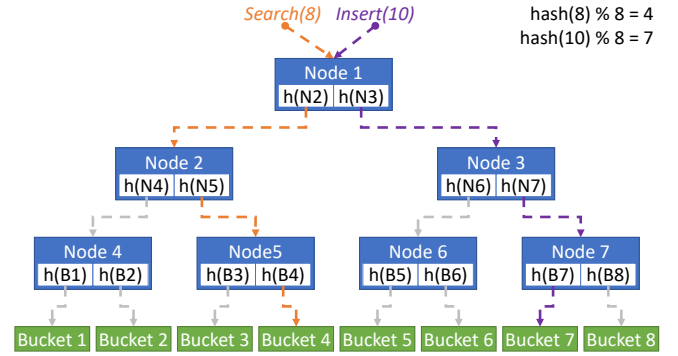 Search(8) Insert(10)
hash(8) % 8 = 4
hash(10) % 8 = 7
Node 1
h(N2) h(N3)
Node 2 Node 3
h(N4) h(N5) h(N6) h(N7)
Node 4 Node5 Node 6 Node 7
h(B1) h(B2) h(B3) h(B4) h(B5) h(B6) h(B7) h(B8)
Bucket 1 Bucket 2 Bucket 3 Bucket 4 Bucket 5 Bucket 6 Bucket 7 Bucket 8